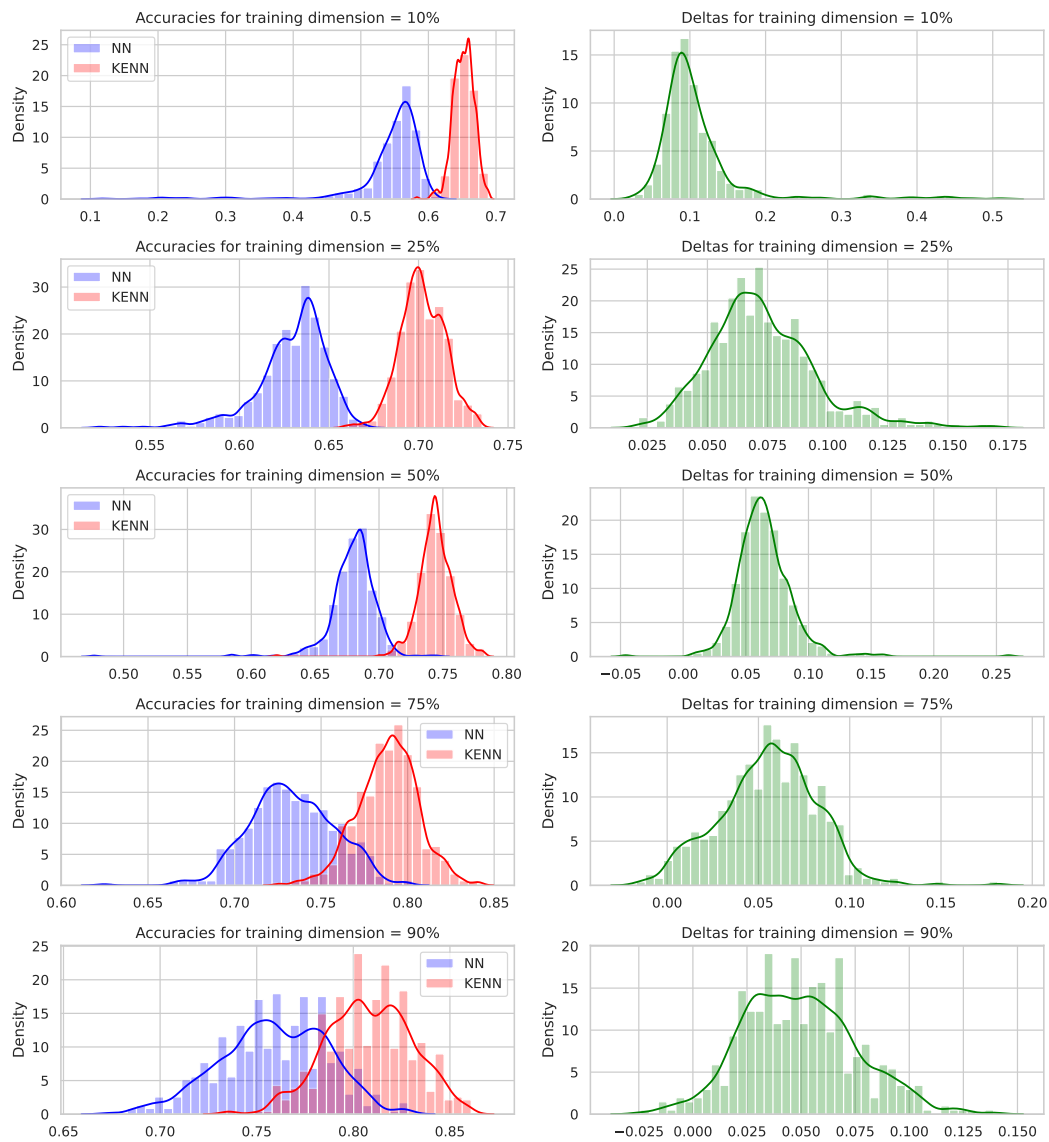 Accuracies for training dimension = 10%
Density
25
20
15
10
5
0
NN
KENN
0.1 0.2 0.3 0.4 0.5 0.6 0.7
Deltas for training dimension = 10%
Density
15
10
5
0
0.0 0.1 0.2 0.3 0.4 0.5
Accuracies for training dimension = 25%
Density
30
20
10
0
NN
KENN
0.55 0.60 0.65 0.70 0.75
Deltas for training dimension = 25%
Density
25
20
15
10
5
0
0.025 0.050 0.075 0.100 0.125 0.150 0.175
Accuracies for training dimension = 50%
Density
30
20
10
0
NN
KENN
0.50 0.55 0.60 0.65 0.70 0.75 0.80
Deltas for training dimension = 50%
Density
20
15
10
5
0
−0.05 0.00 0.05 0.10 0.15 0.20 0.25
Accuracies for training dimension = 75%
Density
25
20
15
10
5
0
NN
KENN
0.60 0.65 0.70 0.75 0.80 0.85
Deltas for training dimension = 75%
Density
15
10
5
0
0.00 0.05 0.10 0.15 0.20
Accuracies for training dimension = 90%
Density
25
20
15
10
5
0
NN
KENN
0.65 0.70 0.75 0.80 0.85
Deltas for training dimension = 90%
Density
20
15
10
5
0
−0.025 0.000 0.025 0.050 0.075 0.100 0.125 0.150